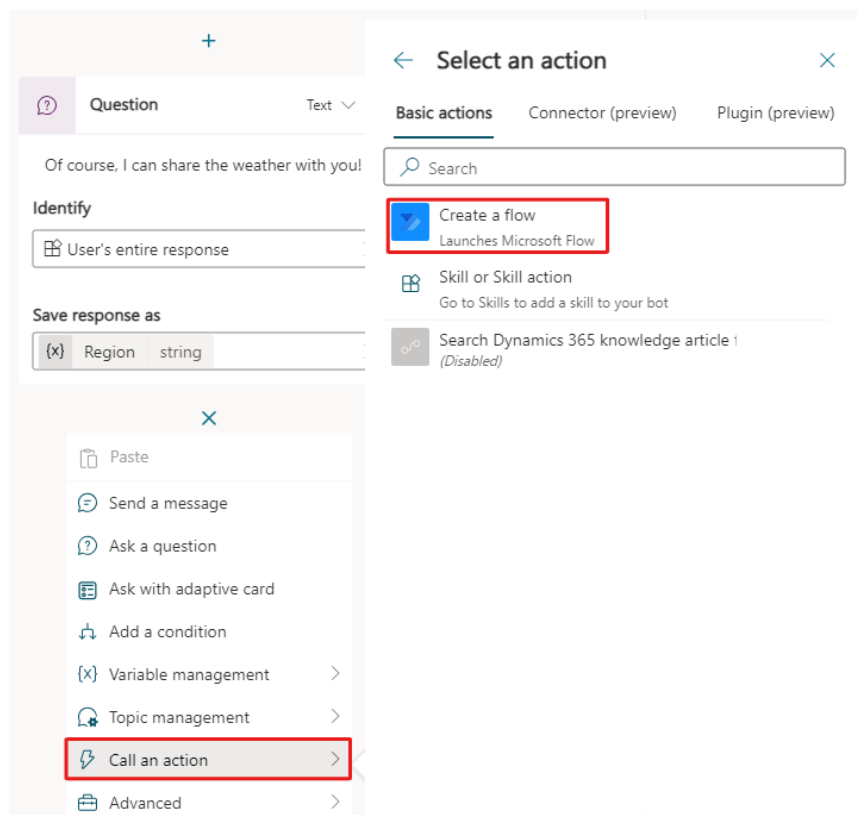 Question
Text
Of course, I can share the weather with you!
Identify
User's entire response
Save response as
{x} Region string
Paste
Send a message
Ask a question
Ask with adaptive card
Add a condition
{x} Variable management
Topic management
Call an action
Advanced
Select an action
Basic actions Connector (preview) Plugin (preview)
Search
Create a flow
Launches Microsoft Flow
Skill or Skill action
Go to Skills to add a skill to your bot
Search Dynamics 365 knowledge article
(Disabled)